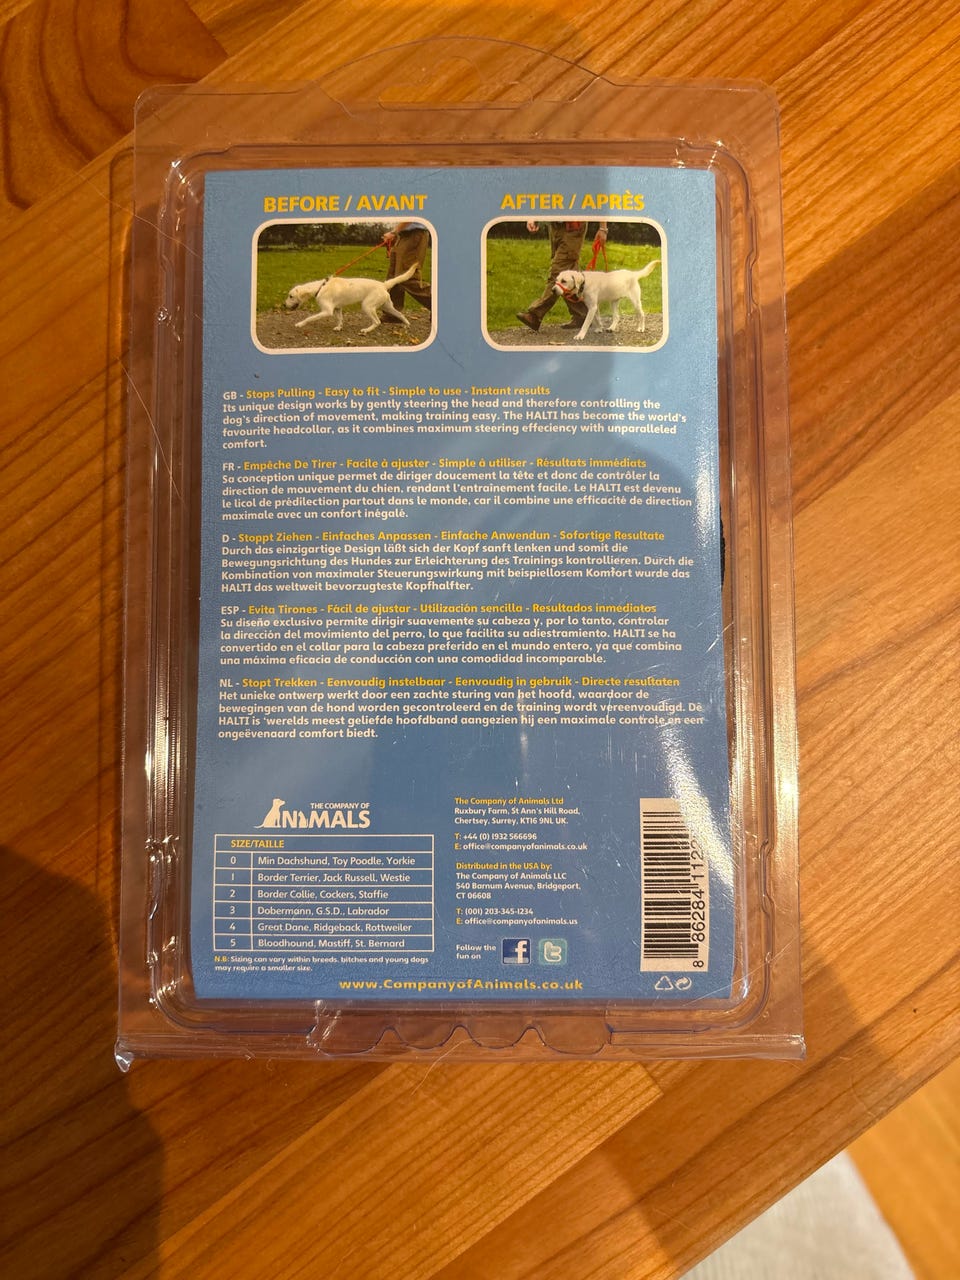 BEFORE / AVANT
AFTER / APRÈS
GB - Stops Pulling - Easy to fit - Simple to use - Instant results
Its unique design works by gently steering the head and therefore controlling the
dog's direction of movement, making training easy. The HALTI has become the world's
favourite headcollar, as it combines maximum steering effeciency with unparalleled
comfort.
FR - Empêche De Tirer - Facile à ajuster - Simple à utiliser - Résultats immédiats
Sa conception unique permet de diriger doucement la tête et donc de contrôler la
direction de mouvement du chien, rendant l'entrainement facile. Le HALTI est devenu
le licol de prédilection partout dans le monde, car il combine une efficacité de direction
maximale avec un confort inégalé.
D - Stoppt Ziehen - Einfaches Anpassen - Einfache Anwendun - Sofortige Resultate
Durch das einzigartige Design läßt sich der Kopf sanft lenken und somit die
Bewegungsrichtung des Hundes zur Erleichterung des Trainings kontrollieren. Durch die
Kombination von maximaler Steuerungswirkung mit beispiellosem Komfort wurde das
HALTI das weltweit bevorzugteste Kopfhalfter.
ESP - Evita Tirones - Fácil de ajustar - Utilización sencilla - Resultados inmediatos
Su diseño exclusivo permite dirigir suavemente su cabeza y, por lo tanto, controlar
la dirección del movimiento del perro, lo que facilita su adiestramiento. HALTI se ha
convertido en el collar para la cabeza preferido en el mundo entero, ya que combina
una máxima eficacia de conducción con una comodidad incomparable.
NL - Stopt Trekken - Eenvoudig instelbaar - Eenvoudig in gebruik - Directe resultaten
Het unieke ontwerp werkt door een zachte sturing van het hoofd, waardoor de
bewegingen van de hond worden gecontroleerd en de training wordt vereenvoudigd. De
HALTI is 'werelds meest geliefde hoofdband aangezien hij een maximale controle en een
ongeëvenaard comfort biedt.
THE COMPANY OF
ANIMALS
SIZE/TAILLE
0 Min Dachshund, Toy Poodle, Yorkie
1 Border Terrier, Jack Russell, Westie
2 Border Collie, Cockers, Staffie
3 Dobermann, G.S.D., Labrador
4 Great Dane, Ridgeback, Rottweiler
5 Bloodhound, Mastiff, St. Bernard
N.B: Sizing can vary within breeds, bitches and young dogs
may require a smaller size.
The Company of Animals Ltd
Ruxbury Farm, St Ann's Hill Road,
Chertsey, Surrey, KT16 9NL UK.
T: +44 (0) 1932 566696
E: office@companyofanimals.co.uk
Distributed in the USA by:
The Company of Animals LLC
540 Barnum Avenue, Bridgeport,
CT 06608
T: (001) 203-345-1234
E: office@companyofanimals.us
Follow the
fun on
f t
8 86284 1122
www.CompanyofAnimals.co.uk